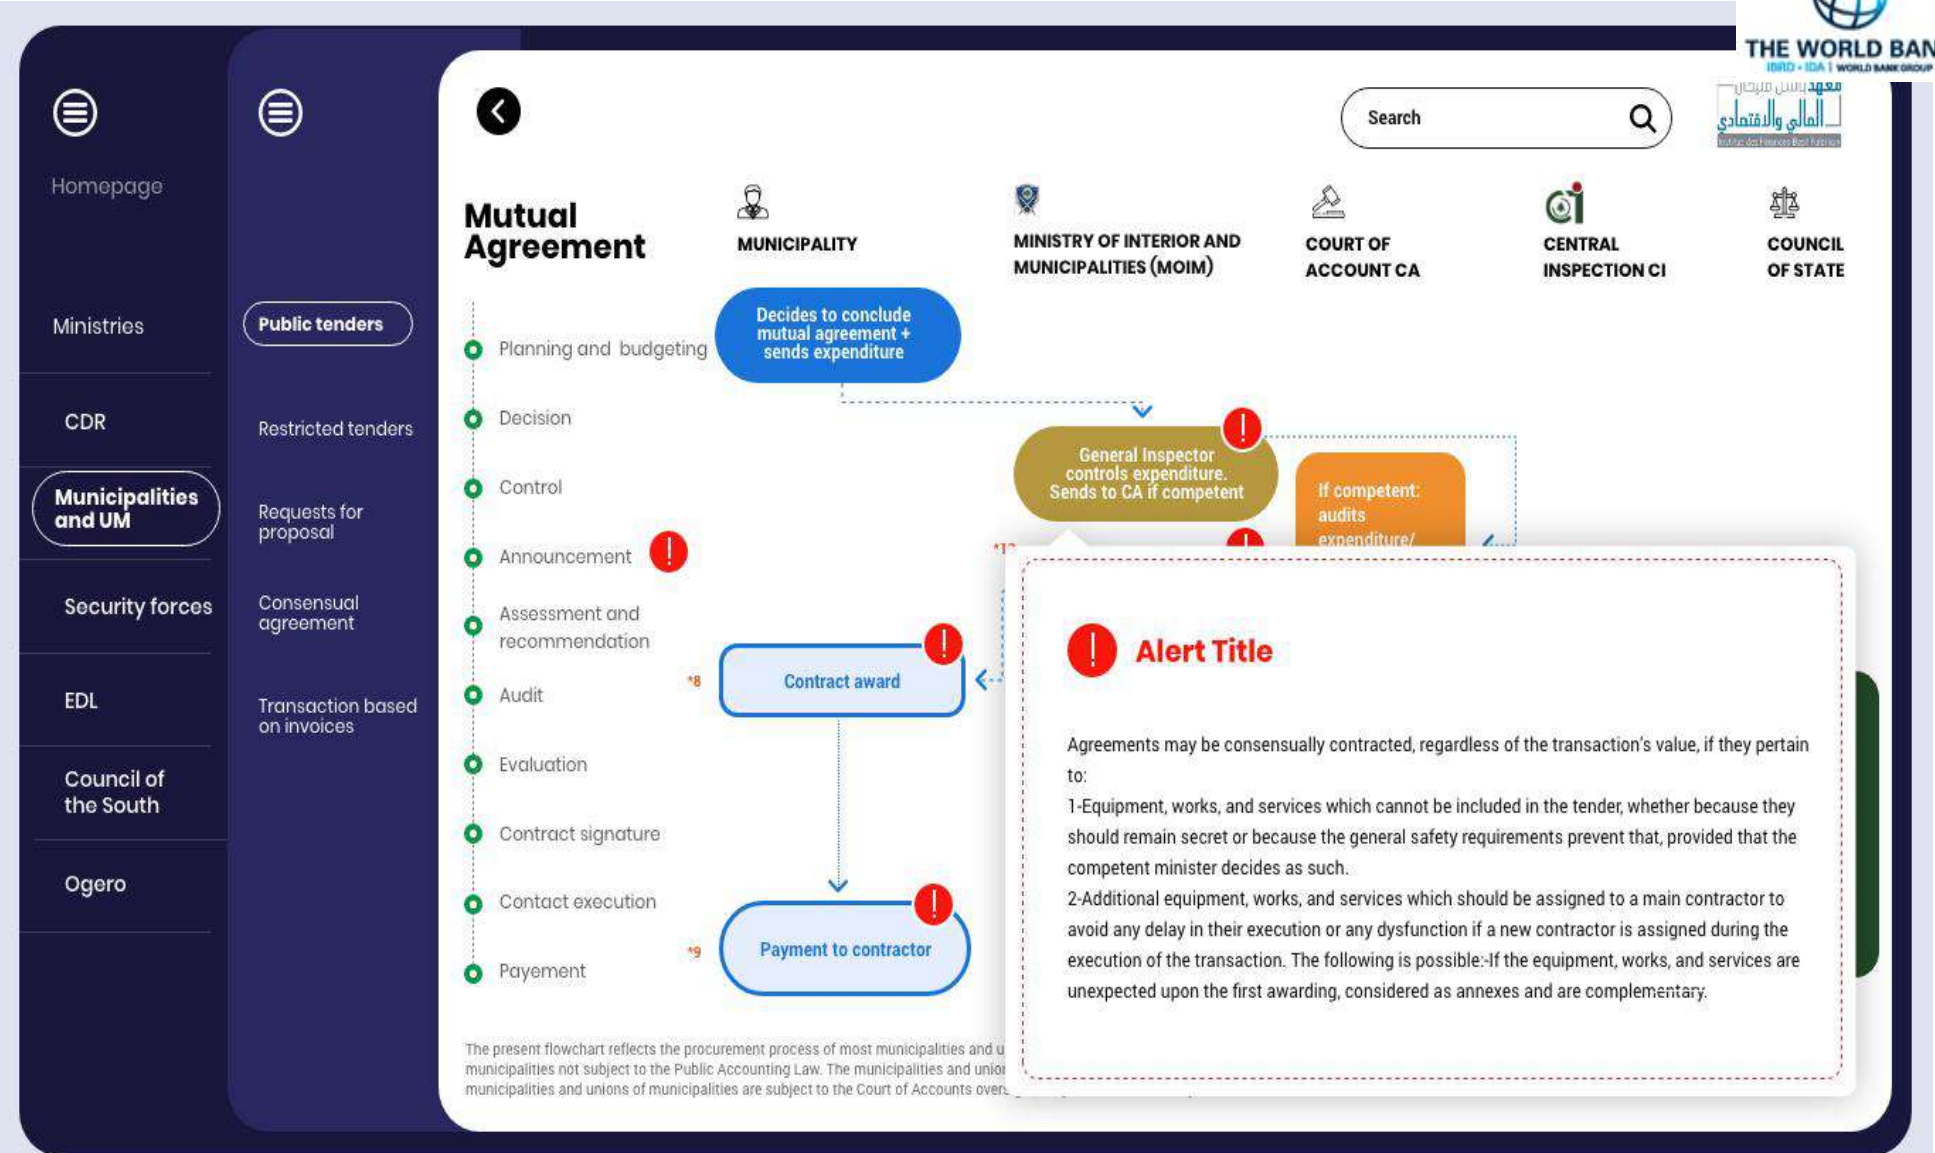 THE WORLD BAN
IBRD • IDA | WORLD BANK GROUP
Search
معهد باسل فليحان
المالي والاقتصادي
Institut des Finances Basil Fuleihan
Homepage
Ministries
CDR
Municipalities
and UM
Security forces
EDL
Council of
the South
Ogero
Public tenders
Restricted tenders
Requests for
proposal
Consensual
agreement
Transaction based
on invoices
Mutual
Agreement
MUNICIPALITY
MINISTRY OF INTERIOR AND
MUNICIPALITIES (MOIM)
COURT OF
ACCOUNT CA
CENTRAL
INSPECTION CI
COUNCIL
OF STATE
Planning and budgeting
Decision
Control
Announcement
Assessment and
recommendation
Audit
Evaluation
Contract signature
Contact execution
Payement
Decides to conclude
mutual agreement +
sends expenditure
General Inspector
controls expenditure.
Sends to CA if competent
If competent:
audits
expenditure/
*8
Contract award
*9
Payment to contractor
Alert Title
Agreements may be consensually contracted, regardless of the transaction's value, if they pertain
to:
1-Equipment, works, and services which cannot be included in the tender, whether because they
should remain secret or because the general safety requirements prevent that, provided that the
competent minister decides as such.
2-Additional equipment, works, and services which should be assigned to a main contractor to
avoid any delay in their execution or any dysfunction if a new contractor is assigned during the
execution of the transaction. The following is possible:-If the equipment, works, and services are
unexpected upon the first awarding, considered as annexes and are complementary.
The present flowchart reflects the procurement process of most municipalities and u
municipalities not subject to the Public Accounting Law. The municipalities and union
municipalities and unions of municipalities are subject to the Court of Accounts overs